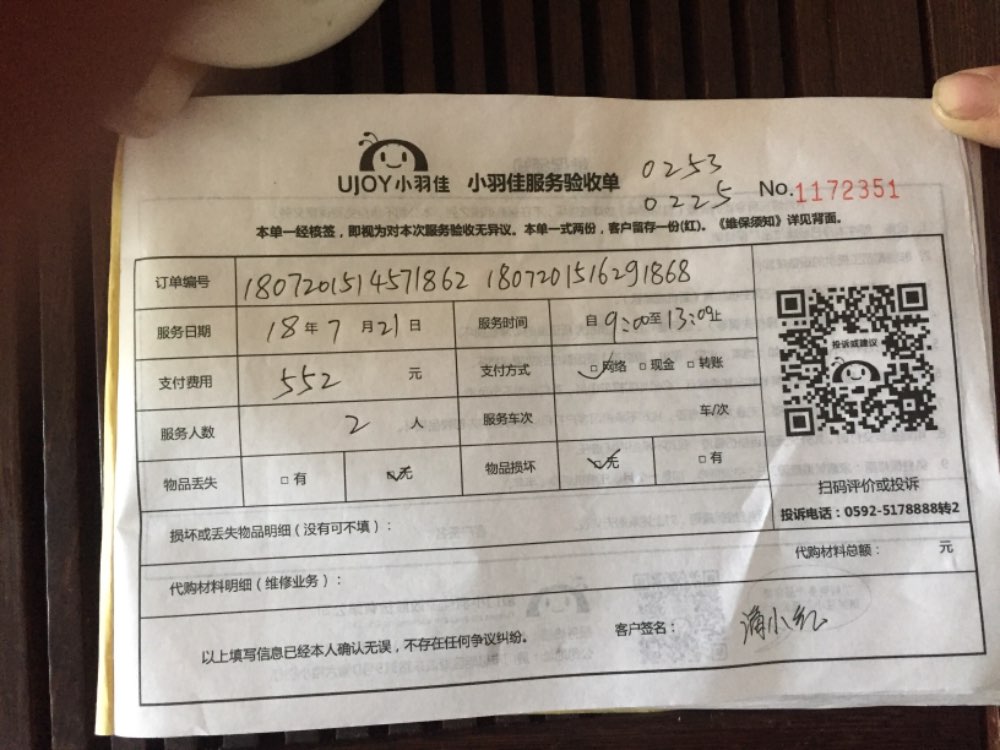 UJOY小羽佳 小羽佳服务验收单
0253
0225
No.1172351
本单一经核签，即视为对本次服务验收无异议。本单一式两份，客户留存一份(红)。《维保须知》详见背面。
订单编号 1807201514571862 1807201516291868
服务日期 18年7月21日 服务时间 自9:00至13:00止
支付费用 552 元 支付方式 □网络 □现金 □转账
服务人数 2 人 服务车次 车/次
物品丢失 □有 □无 物品损坏 □无 □有
投诉或建议
扫码评价或投诉
投诉电话：0592-5178888转2
损坏或丢失物品明细（没有可不填）：
代购材料总额： 元
代购材料明细（维修业务）：
以上填写信息已经本人确认无误，不存在任何争议纠纷。
客户签名： 小红